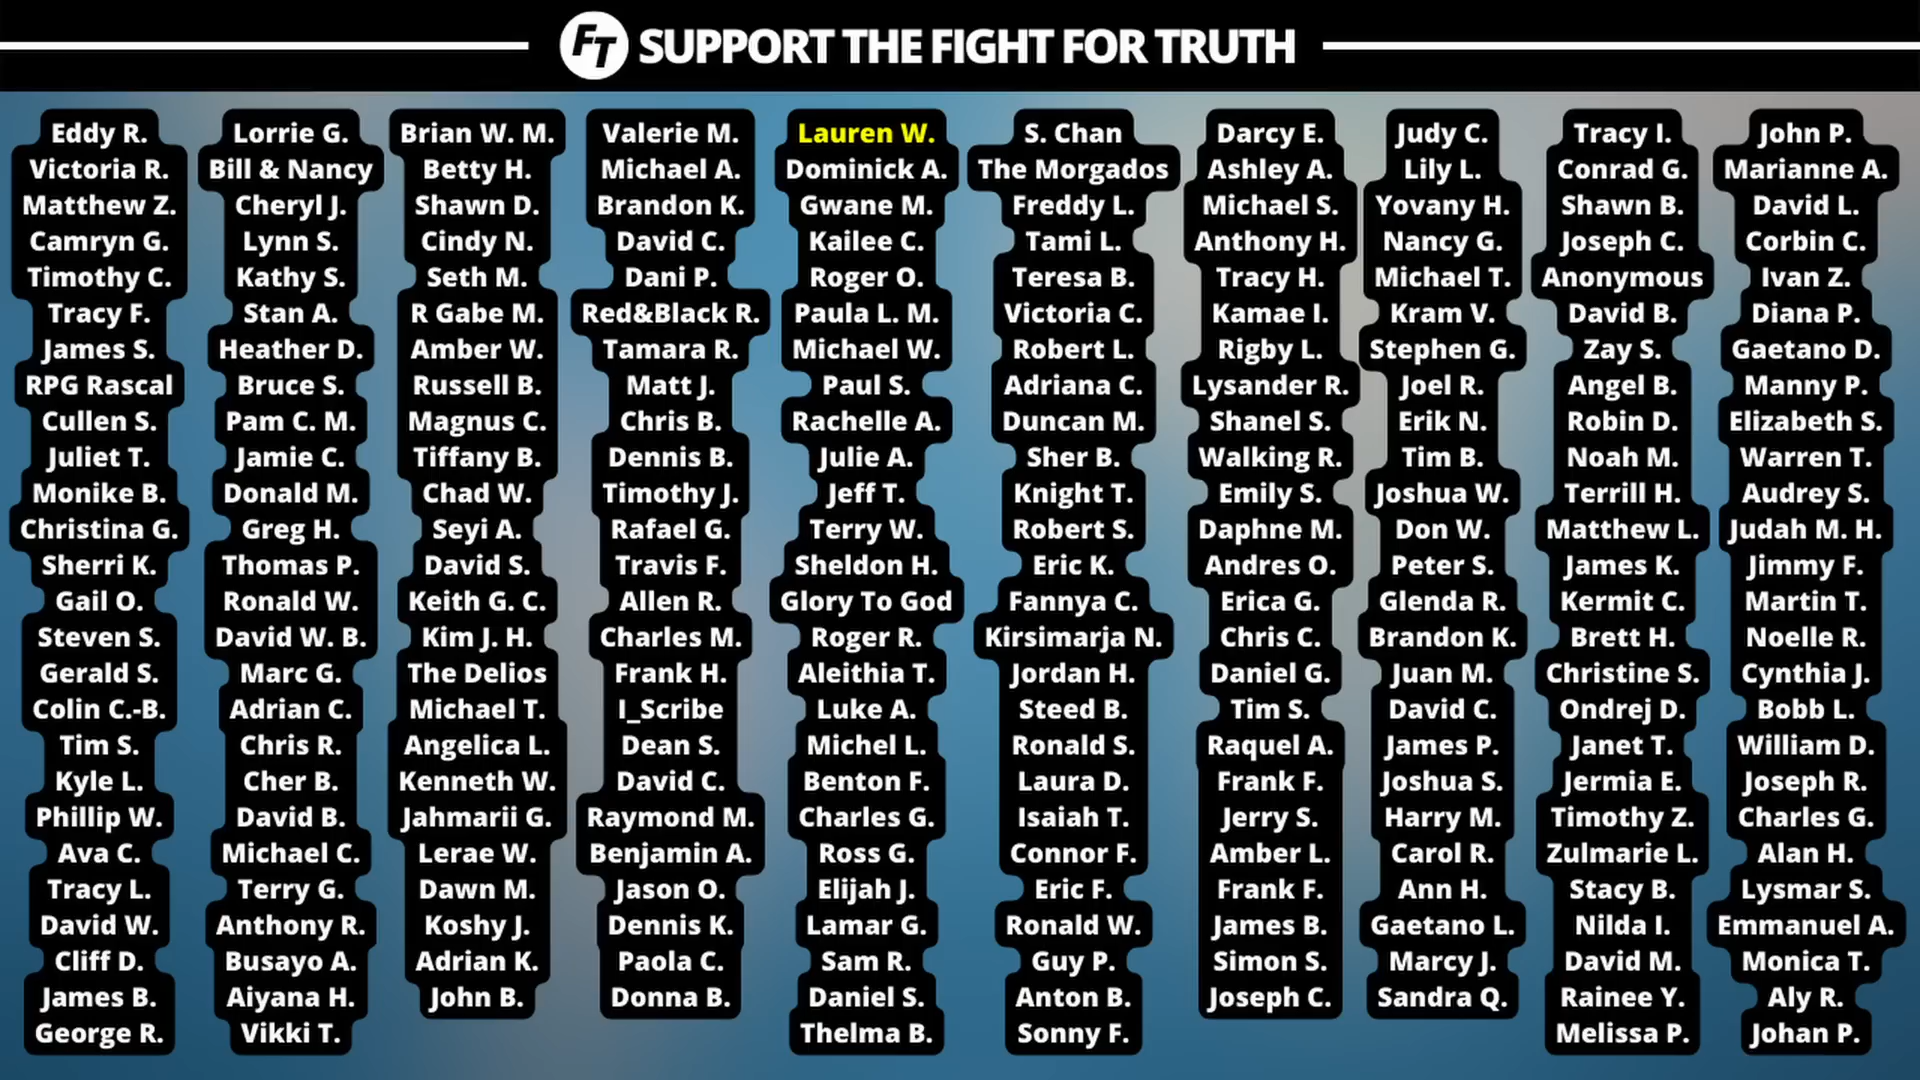 FT SUPPORT THE FIGHT FOR TRUTH
Eddy R.
Victoria R.
Matthew Z.
Camryn G.
Timothy C.
Tracy F.
James S.
RPG Rascal
Cullen S.
Juliet T.
Monike B.
Christina G.
Sherri K.
Gail O.
Steven S.
Gerald S.
Colin C.-B.
Tim S.
Kyle L.
Phillip W.
Ava C.
Tracy L.
David W.
Cliff D.
James B.
George R.
Lorrie G.
Bill & Nancy
Cheryl J.
Lynn S.
Kathy S.
Stan A.
Heather D.
Bruce S.
Pam C. M.
Jamie C.
Donald M.
Greg H.
Thomas P.
Ronald W.
David W. B.
Marc G.
Adrian C.
Chris R.
Cher B.
David B.
Michael C.
Terry G.
Anthony R.
Busayo A.
Aiyana H.
Vikki T.
Brian W. M.
Betty H.
Shawn D.
Cindy N.
Seth M.
R Gabe M.
Amber W.
Russell B.
Magnus C.
Tiffany B.
Chad W.
Seyi A.
David S.
Keith G. C.
Kim J. H.
The Delios
Michael T.
Angelica L.
Kenneth W.
Jahmarii G.
Lerae W.
Dawn M.
Koshy J.
Adrian K.
John B.
Valerie M.
Michael A.
Brandon K.
David C.
Dani P.
Red&Black R.
Tamara R.
Matt J.
Chris B.
Dennis B.
Timothy J.
Rafael G.
Travis F.
Allen R.
Charles M.
Frank H.
I_Scribe
Dean S.
David C.
Raymond M.
Benjamin A.
Jason O.
Dennis K.
Paola C.
Donna B.
Lauren W.
Dominick A.
Gwane M.
Kailee C.
Roger O.
Paula L. M.
Michael W.
Paul S.
Rachelle A.
Julie A.
Jeff T.
Terry W.
Sheldon H.
Glory To God
Roger R.
Aleithia T.
Luke A.
Michel L.
Benton F.
Charles G.
Ross G.
Elijah J.
Lamar G.
Sam R.
Daniel S.
Thelma B.
S. Chan
The Morgados
Freddy L.
Tami L.
Teresa B.
Victoria C.
Robert L.
Adriana C.
Duncan M.
Sher B.
Knight T.
Robert S.
Eric K.
Fannya C.
Kirsimarja N.
Jordan H.
Steed B.
Ronald S.
Laura D.
Isaiah T.
Connor F.
Eric F.
Ronald W.
Guy P.
Anton B.
Sonny F.
Darcy E.
Ashley A.
Michael S.
Anthony H.
Tracy H.
Kamae I.
Rigby L.
Lysander R.
Shanel S.
Walking R.
Emily S.
Daphne M.
Andres O.
Erica G.
Chris C.
Daniel G.
Tim S.
Raquel A.
Frank F.
Jerry S.
Amber L.
Frank F.
James B.
Simon S.
Joseph C.
Judy C.
Lily L.
Yovany H.
Nancy G.
Michael T.
Kram V.
Stephen G.
Joel R.
Erik N.
Tim B.
Joshua W.
Don W.
Peter S.
Glenda R.
Brandon K.
Juan M.
David C.
James P.
Joshua S.
Harry M.
Carol R.
Ann H.
Gaetano L.
Marcy J.
Sandra Q.
Tracy I.
Conrad G.
Shawn B.
Joseph C.
Anonymous
David B.
Zay S.
Angel B.
Robin D.
Noah M.
Terrill H.
Matthew L.
James K.
Kermit C.
Brett H.
Christine S.
Ondrej D.
Janet T.
Jermia E.
Timothy Z.
Zulmarie L.
Stacy B.
Nilda I.
David M.
Rainee Y.
Melissa P.
John P.
Marianne A.
David L.
Corbin C.
Ivan Z.
Diana P.
Gaetano D.
Manny P.
Elizabeth S.
Warren T.
Audrey S.
Judah M. H.
Jimmy F.
Martin T.
Noelle R.
Cynthia J.
Bobb L.
William D.
Joseph R.
Charles G.
Alan H.
Lysmar S.
Emmanuel A.
Monica T.
Aly R.
Johan P.